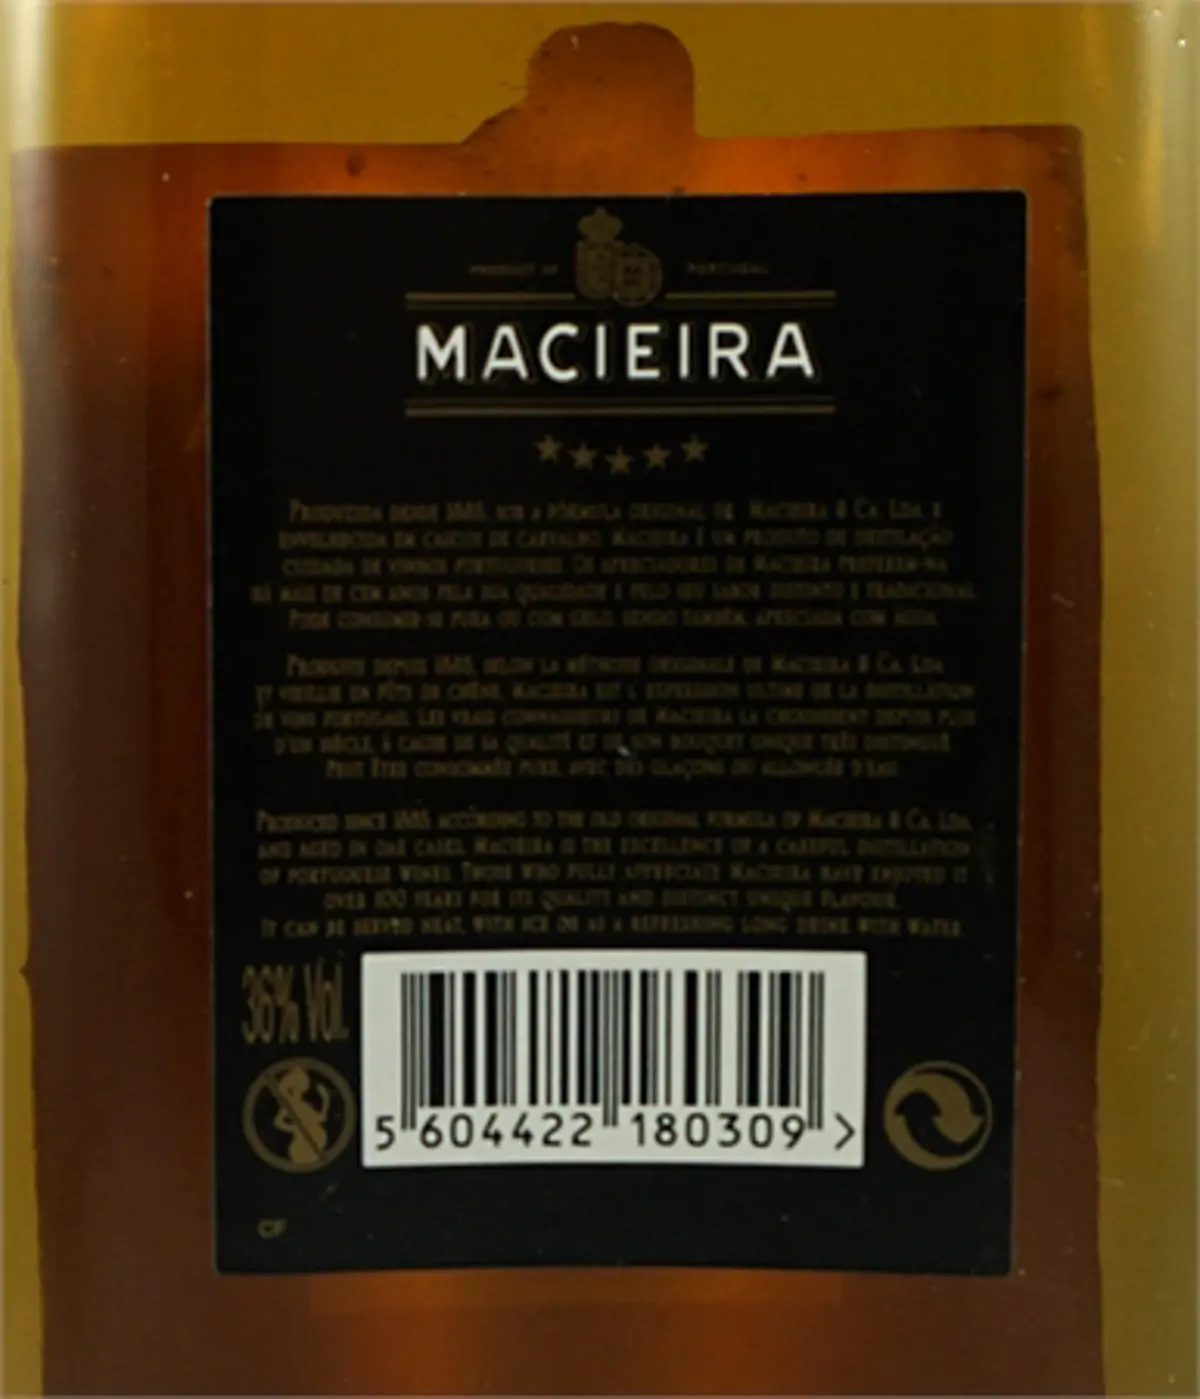 PRODUCT OF PORTUGAL
MACIEIRA
PRODUZIDA DESDE 1885, SOB A FÓRMULA ORIGINAL DE MACIEIRA & CA. LDA. E
ENVELHECIDA EM CASCOS DE CARVALHO, MACIEIRA É UM PRODUTO DE DESTILAÇÃO
CUIDADA DE VINHOS PORTUGUESES. OS APRECIADORES DE MACIEIRA PREFEREM-NA
HÁ MAIS DE CEM ANOS PELA SUA QUALIDADE E PELO SEU SABOR DISTINTO E TRADICIONAL.
PODE CONSUMIR-SE PURA OU COM GELO, SENDO TAMBÉM, APRECIADA COM ÁGUA.
PRODUITE DEPUIS 1885, SELON LA MÉTHODE ORIGINALE DE MACIEIRA & CA. LDA.
ET VIEILLIE EN FÛTS DE CHÊNE, MACIEIRA EST L'EXPRESSION ULTIME DE LA DISTILLATION
DE VINS PORTUGAIS. LES VRAIS CONNAISSEURS DE MACIEIRA LA CHOISISSENT DEPUIS PLUS
D'UN SIÈCLE, À CAUSE DE SA QUALITÉ ET DE SON BOUQUET UNIQUE TRÈS DISTINGUÉ.
PEUT ÊTRE CONSOMMÉE PURE, AVEC DES GLAÇONS OU ALLONGÉE D'EAU.
PRODUCED SINCE 1885 ACCORDING TO THE OLD ORIGINAL FORMULA OF MACIEIRA & CA. LDA.
AND AGED IN OAK CASKS, MACIEIRA IS THE EXCELLENCE OF A CAREFUL DISTILLATION
OF PORTUGUESE WINES. THOSE WHO FULLY APPRECIATE MACIEIRA HAVE ENJOYED IT
OVER 100 YEARS FOR ITS QUALITY AND DISTINCT UNIQUE FLAVOUR.
IT CAN BE SERVED NEAT, WITH ICE OR AS A REFRESHING LONG DRINK WITH WATER.
36% Vol.
5 604422 180309 >
CF